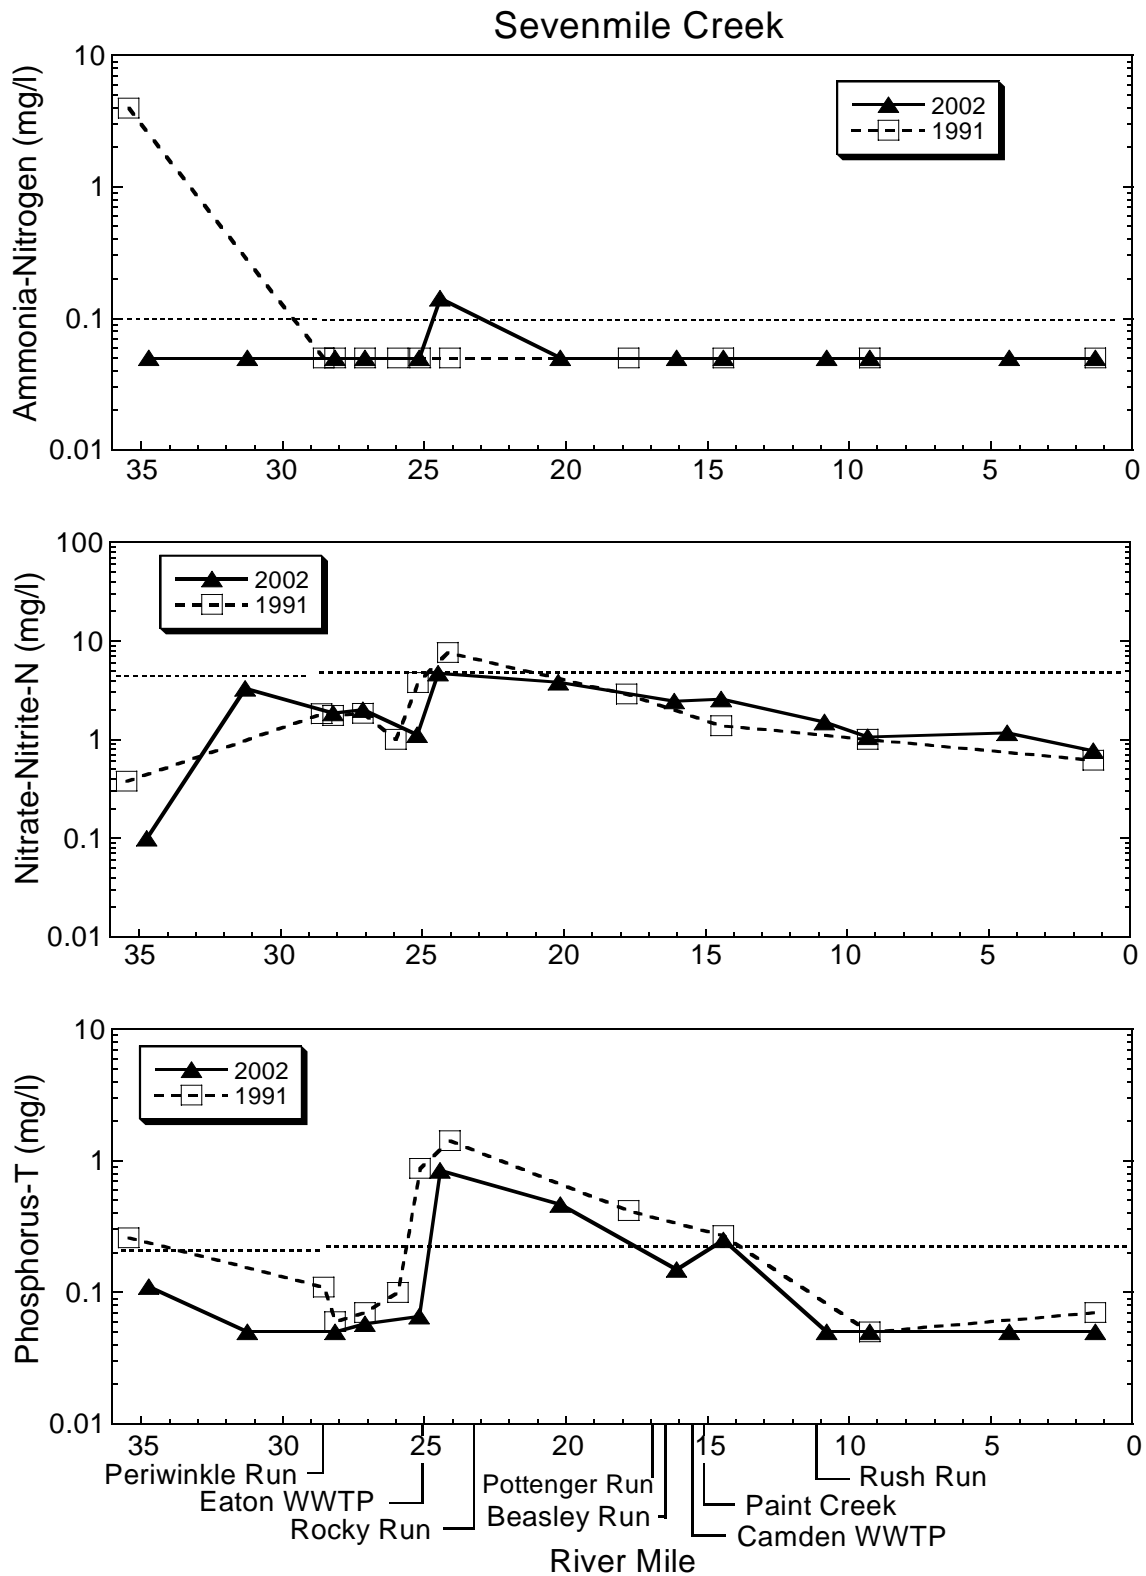 Sevenmile Creek
Ammonia-Nitrogen (mg/l)
10
1
0.1
0.01
2002
1991
35 30 25 20 15 10 5 0
Nitrate-Nitrite-N (mg/l)
100
10
1
0.1
0.01
2002
1991
35 30 25 20 15 10 5 0
Phosphorus-T (mg/l)
10
1
0.1
0.01
2002
1991
35 30 25 20 15 10 5 0
Periwinkle Run
Eaton WWTP
Rocky Run
Pottenger Run
Beasley Run
Rush Run
Paint Creek
Camden WWTP
River Mile